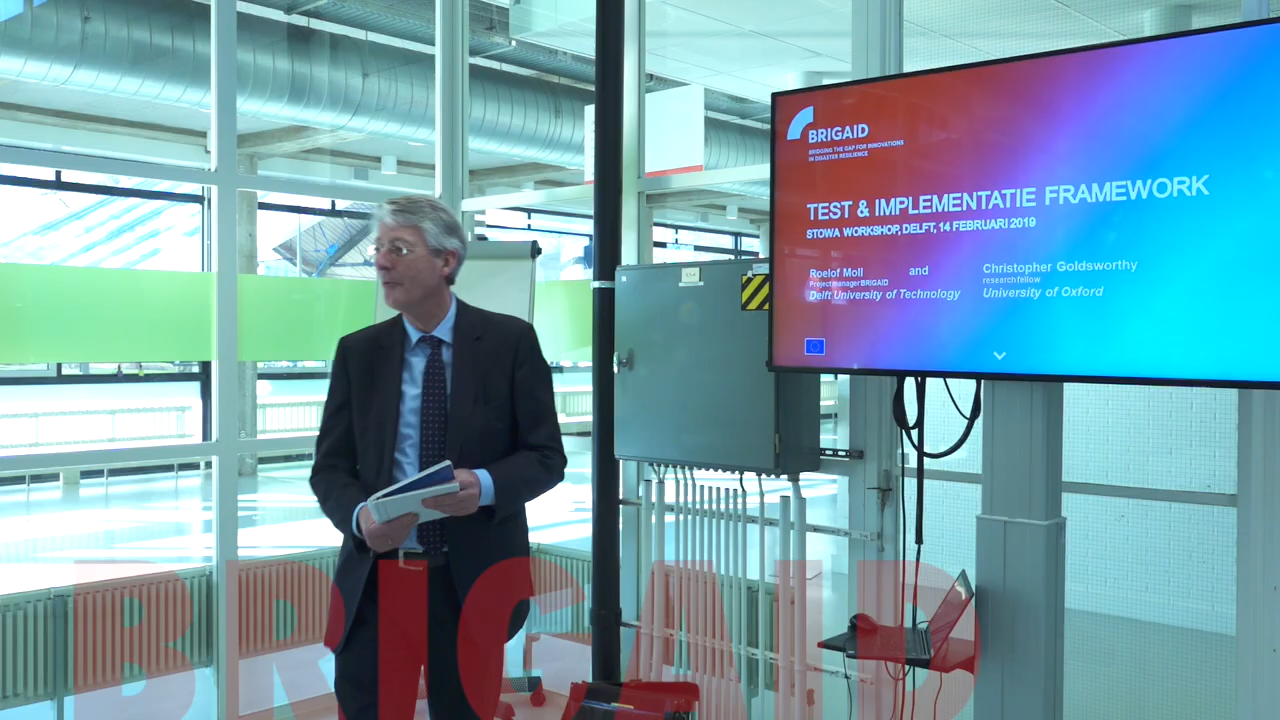 BRIGAID
BRIDGING THE GAP FOR INNOVATIONS
IN DISASTER RESILIENCE
TEST & IMPLEMENTATIE FRAMEWORK
STOWA WORKSHOP, DELFT, 14 FEBRUARI 2019
Roelof Moll and Christopher Goldsworthy
Project manager BRIGAID research fellow
Delft University of Technology University of Oxford
BRIGAID